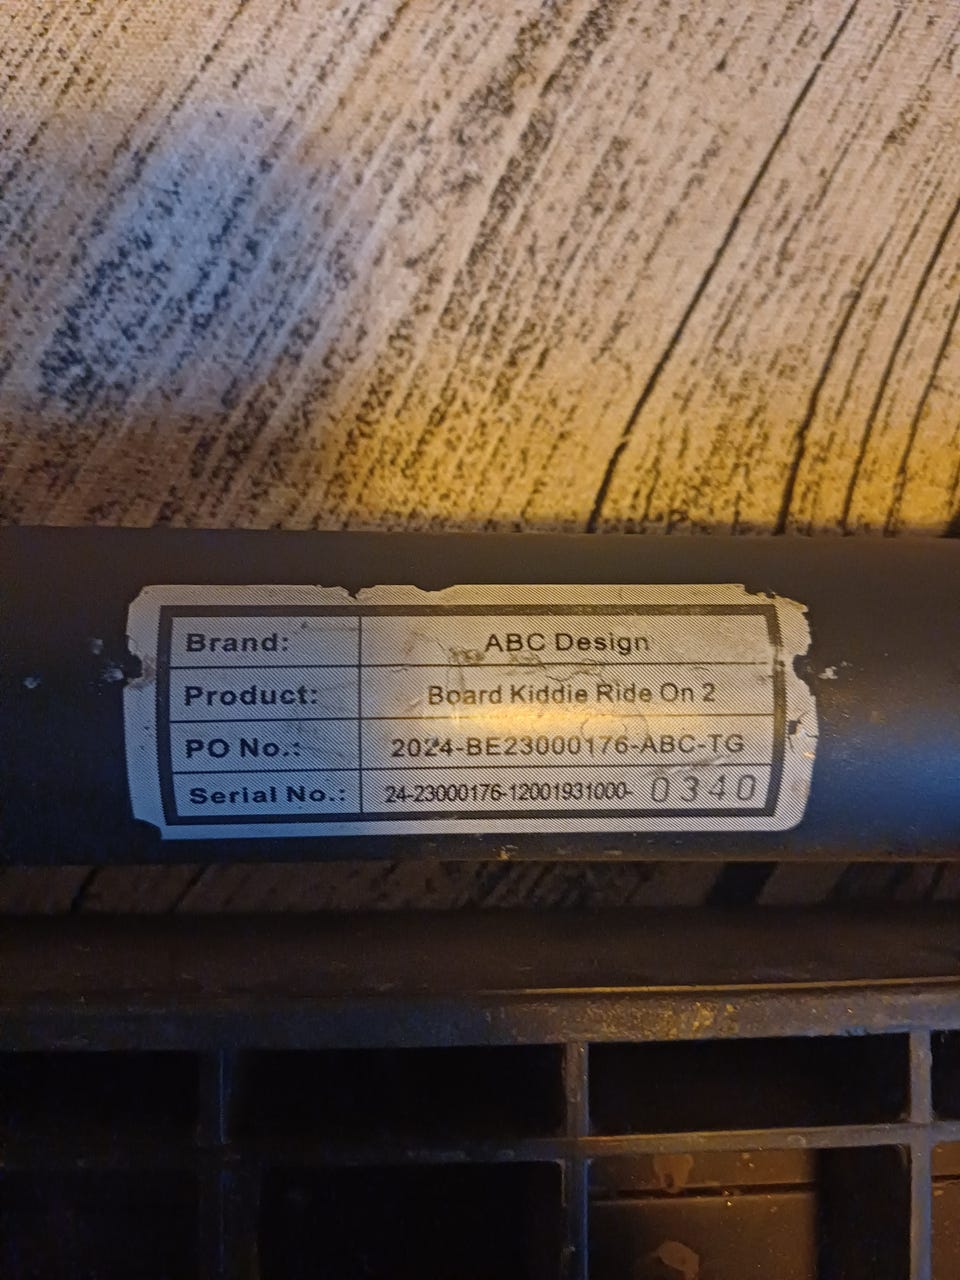 Brand: ABC Design
Product: Board Kiddie Ride On 2
PO No.: 2024-BE23000176-ABC-TG
Serial No.: 24-23000176-12001931000- 0340